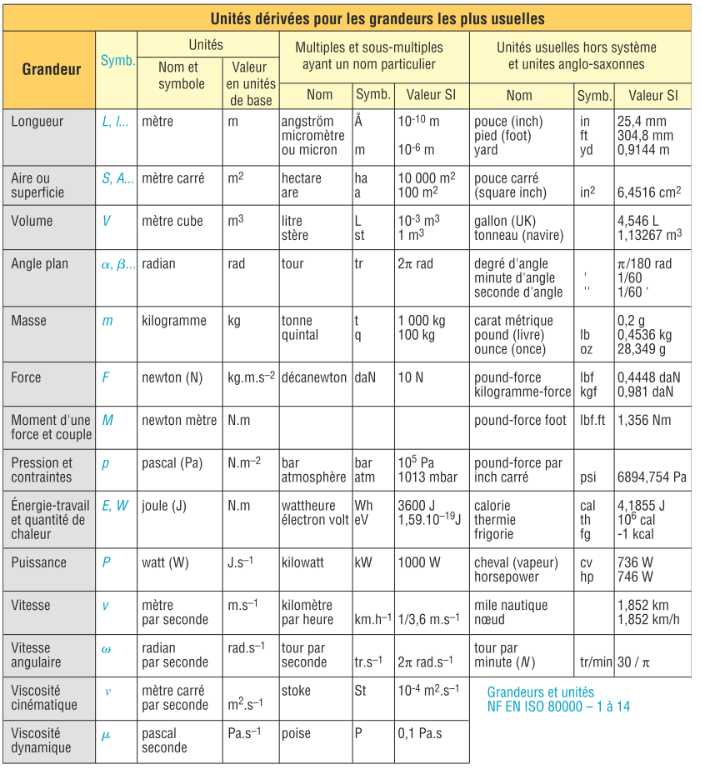 Unités dérivées pour les grandeurs les plus usuelles
Grandeur
Symb.
Unités
Nom et
symbole
Valeur
en unités
de base
Multiples et sous-multiples
ayant un nom particulier
Nom Symb. Valeur SI
Unités usuelles hors système
et unites anglo-saxonnes
Nom Symb. Valeur SI
Longueur L, l... mètre m angström Å 10⁻¹⁰ m pouce (inch) in 25,4 mm
micromètre pied (foot) ft 304,8 mm
ou micron m 10⁻⁶ m yard yd 0,9144 m
Aire ou S, A... mètre carré m² hectare ha 10 000 m² pouce carré
superficie are a 100 m² (square inch) in² 6,4516 cm²
Volume V mètre cube m³ litre L 10⁻³ m³ gallon (UK) 4,546 L
stère st 1 m³ tonneau (navire) 1,13267 m³
Angle plan α, β... radian rad tour tr 2π rad degré d'angle π/180 rad
minute d'angle ' 1/60
seconde d'angle '' 1/60 '
Masse m kilogramme kg tonne t 1 000 kg carat métrique 0,2 g
quintal q 100 kg pound (livre) lb 0,4536 kg
ounce (once) oz 28,349 g
Force F newton (N) kg.m.s⁻² décanewton daN 10 N pound-force lbf 0,4448 daN
kilogramme-force kgf 0,981 daN
Moment d'une M newton mètre N.m pound-force foot lbf.ft 1,356 Nm
force et couple
Pression et p pascal (Pa) N.m⁻² bar bar 10⁵ Pa pound-force par
contraintes atmosphère atm 1013 mbar inch carré psi 6894,754 Pa
Énergie-travail E, W joule (J) N.m wattheure Wh 3600 J calorie cal 4,1855 J
et quantité de électron volt eV 1,59.10⁻¹⁹J thermie th 10⁶ cal
chaleur frigorie fg -1 kcal
Puissance P watt (W) J.s⁻¹ kilowatt kW 1000 W cheval (vapeur) cv 736 W
horsepower hp 746 W
Vitesse v mètre m.s⁻¹ kilomètre mile nautique 1,852 km
par seconde par heure km.h⁻¹ 1/3,6 m.s⁻¹ nœud 1,852 km/h
Vitesse ω radian rad.s⁻¹ tour par tour par
angulaire par seconde seconde tr.s⁻¹ 2π rad.s⁻¹ minute (N) tr/min 30 / π
Viscosité ν mètre carré stoke St 10⁻⁴ m².s⁻¹
cinématique par seconde m².s⁻¹
Grandeurs et unités
NF EN ISO 80000 – 1 à 14
Viscosité μ pascal Pa.s⁻¹ poise P 0,1 Pa.s
dynamique seconde